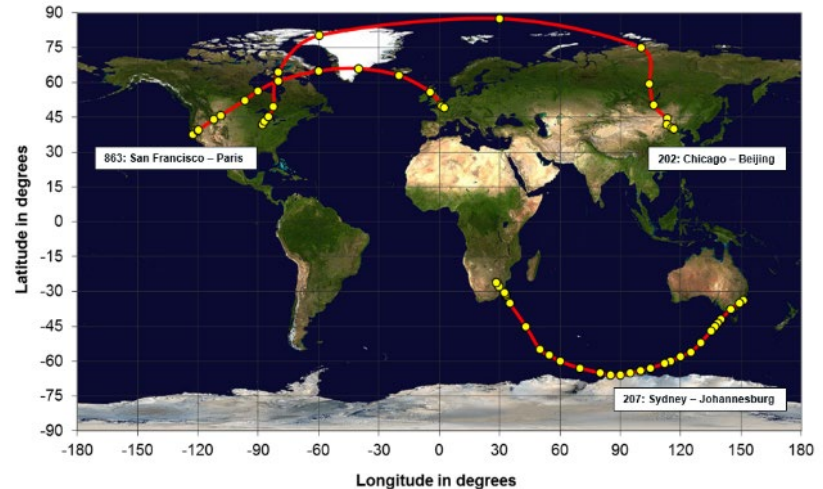 90
75
60
45
30
15
0
-15
-30
-45
-60
-75
-90
Latitude in degrees
863: San Francisco – Paris
202: Chicago – Beijing
207: Sydney – Johannesburg
-180 -150 -120 -90 -60 -30 0 30 60 90 120 150 180
Longitude in degrees